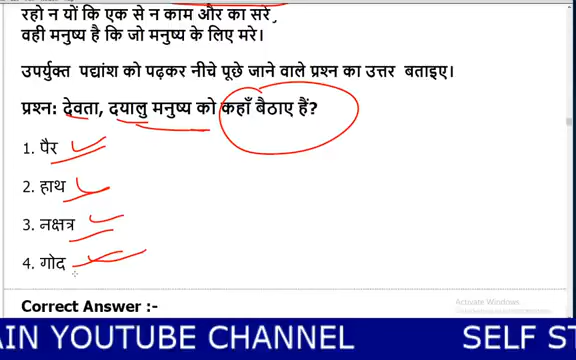 रहो न यों कि एक से न काम और का सरे,
वही मनुष्य है कि जो मनुष्य के लिए मरे।
उपर्युक्त पद्यांश को पढ़कर नीचे पूछे जाने वाले प्रश्न का उत्तर बताइए।
प्रश्न: देवता, दयालु मनुष्य को कहाँ बैठाए हैं?
1. पैर
2. हाथ
3. नक्षत्र
4. गोद
Correct Answer :-
Activate Windows
AIN YOUTUBE CHANNEL SELF ST